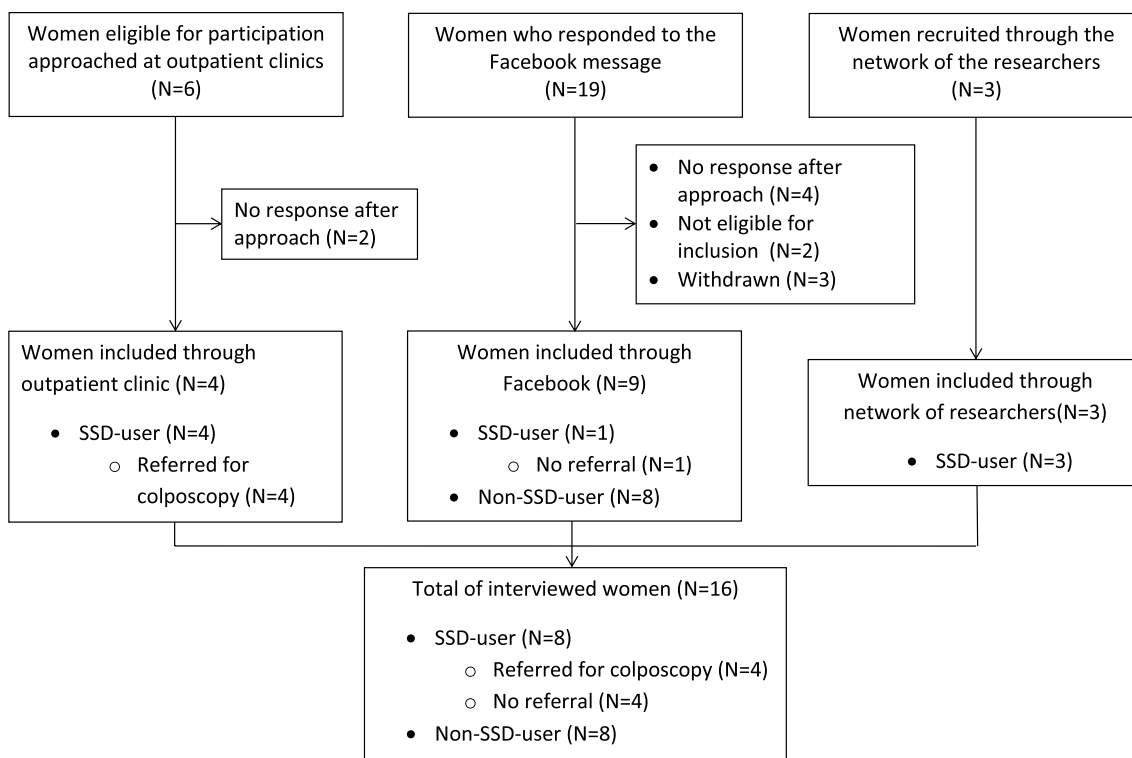 Women eligible for participation
approached at outpatient clinics
(N=6)
Women who responded to the
Facebook message
(N=19)
Women recruited through the
network of the researchers
(N=3)
No response after
approach (N=2)
• No response after
approach (N=4)
• Not eligible for
inclusion (N=2)
• Withdrawn (N=3)
Women included through
outpatient clinic (N=4)
• SSD-user (N=4)
○ Referred for
colposcopy (N=4)
Women included through
Facebook (N=9)
• SSD-user (N=1)
○ No referral (N=1)
• Non-SSD-user (N=8)
Women included through
network of researchers(N=3)
• SSD-user (N=3)
Total of interviewed women (N=16)
• SSD-user (N=8)
○ Referred for colposcopy (N=4)
○ No referral (N=4)
• Non-SSD-user (N=8)